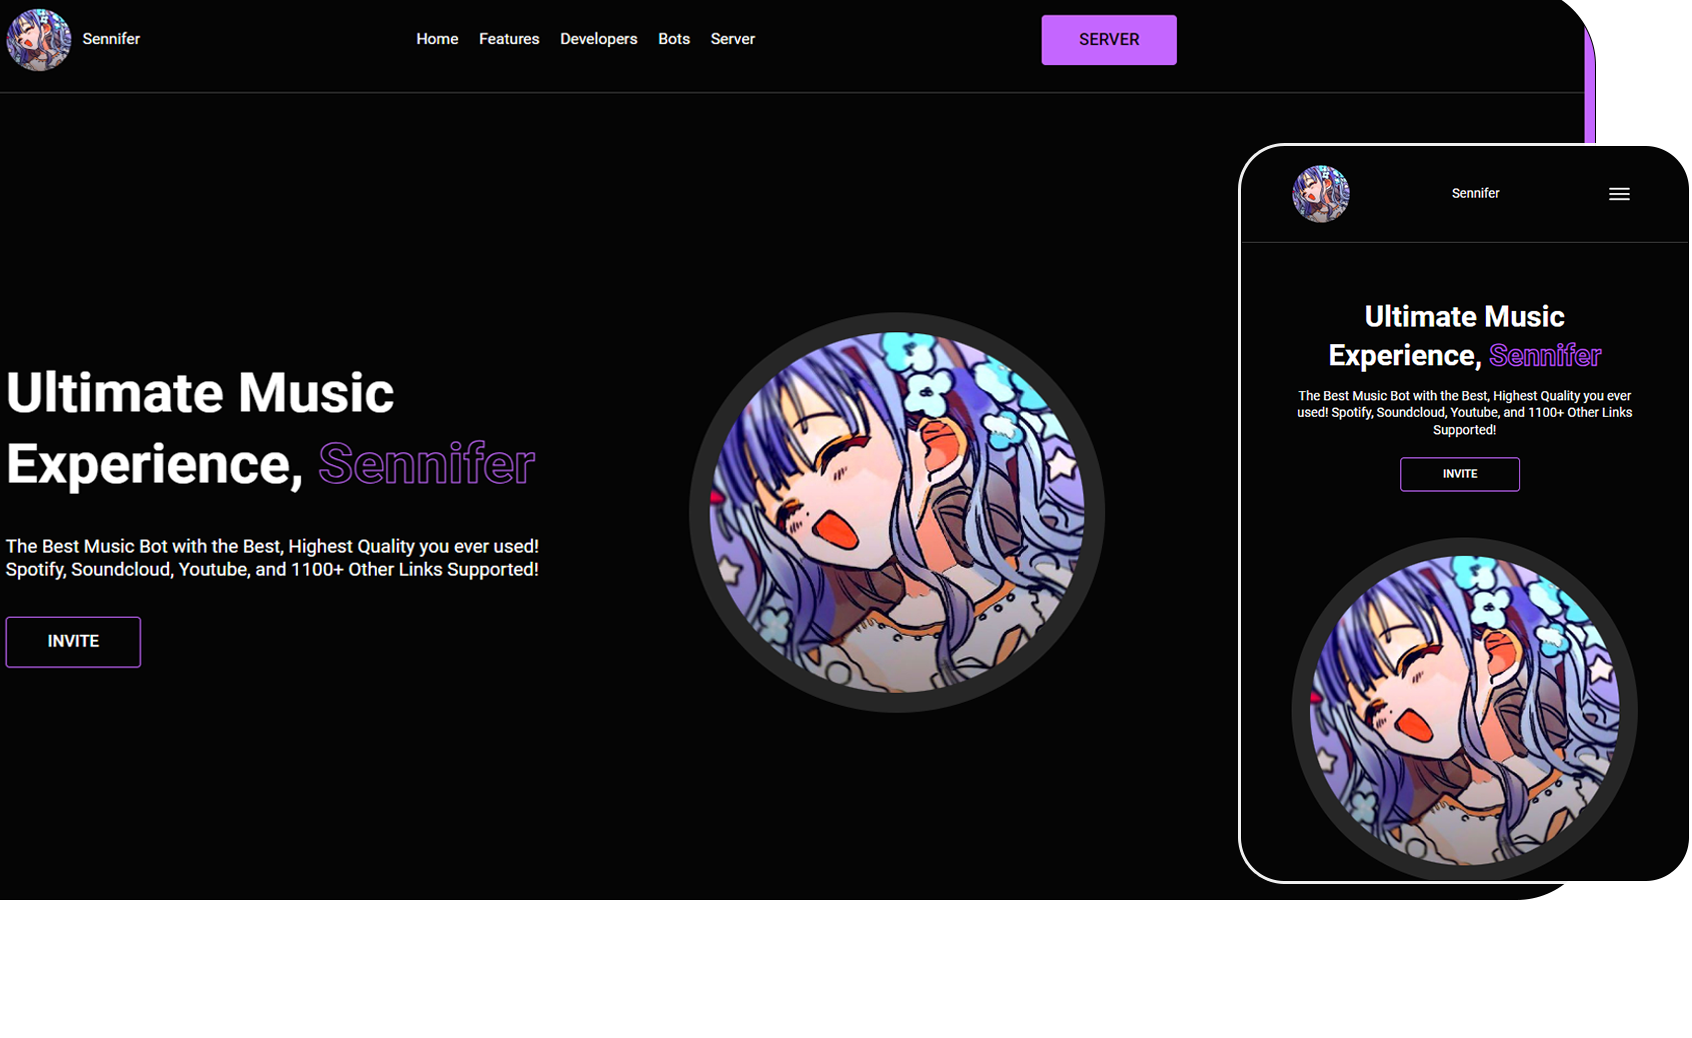 Sennifer
Home Features Developers Bots Server
SERVER
Ultimate Music
Experience, Sennifer
The Best Music Bot with the Best, Highest Quality you ever used!
Spotify, Soundcloud, Youtube, and 1100+ Other Links Supported!
INVITE
Sennifer
Ultimate Music
Experience, Sennifer
The Best Music Bot with the Best, Highest Quality you ever
used! Spotify, Soundcloud, Youtube, and 1100+ Other Links
Supported!
INVITE